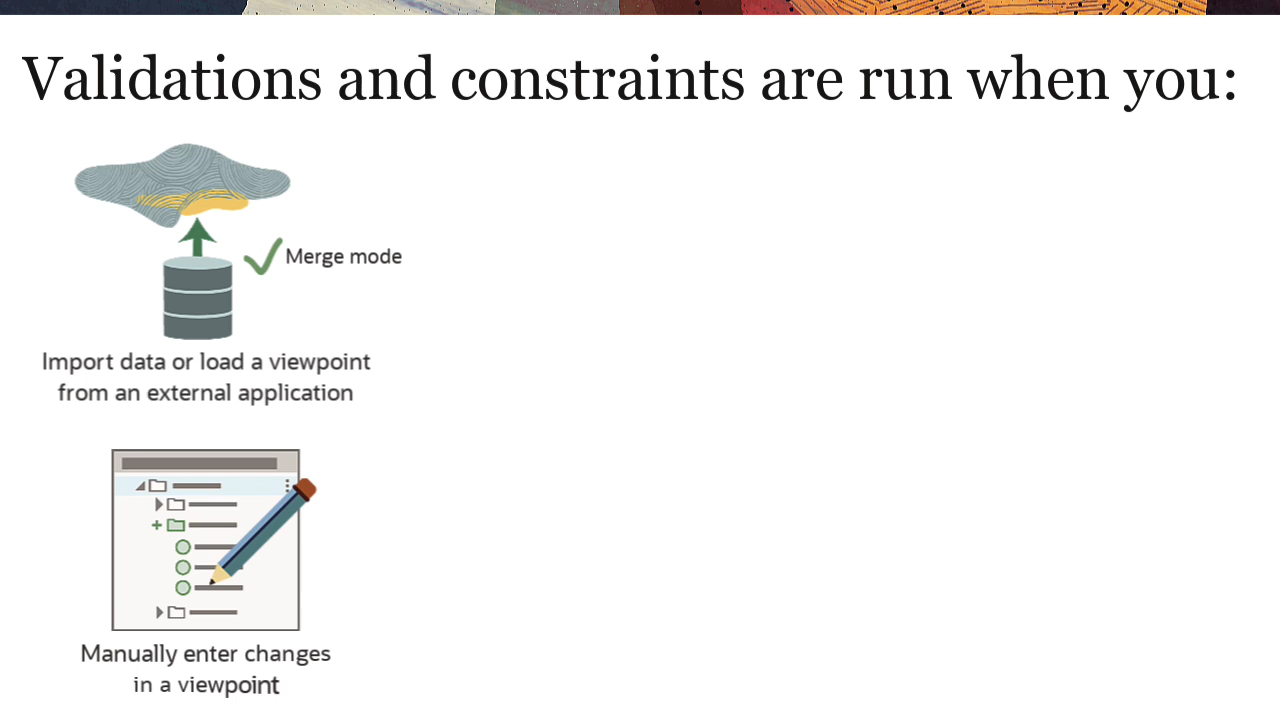 Validations and constraints are run when you:
Merge mode
Import data or load a viewpoint
from an external application
Manually enter changes
in a viewpoint